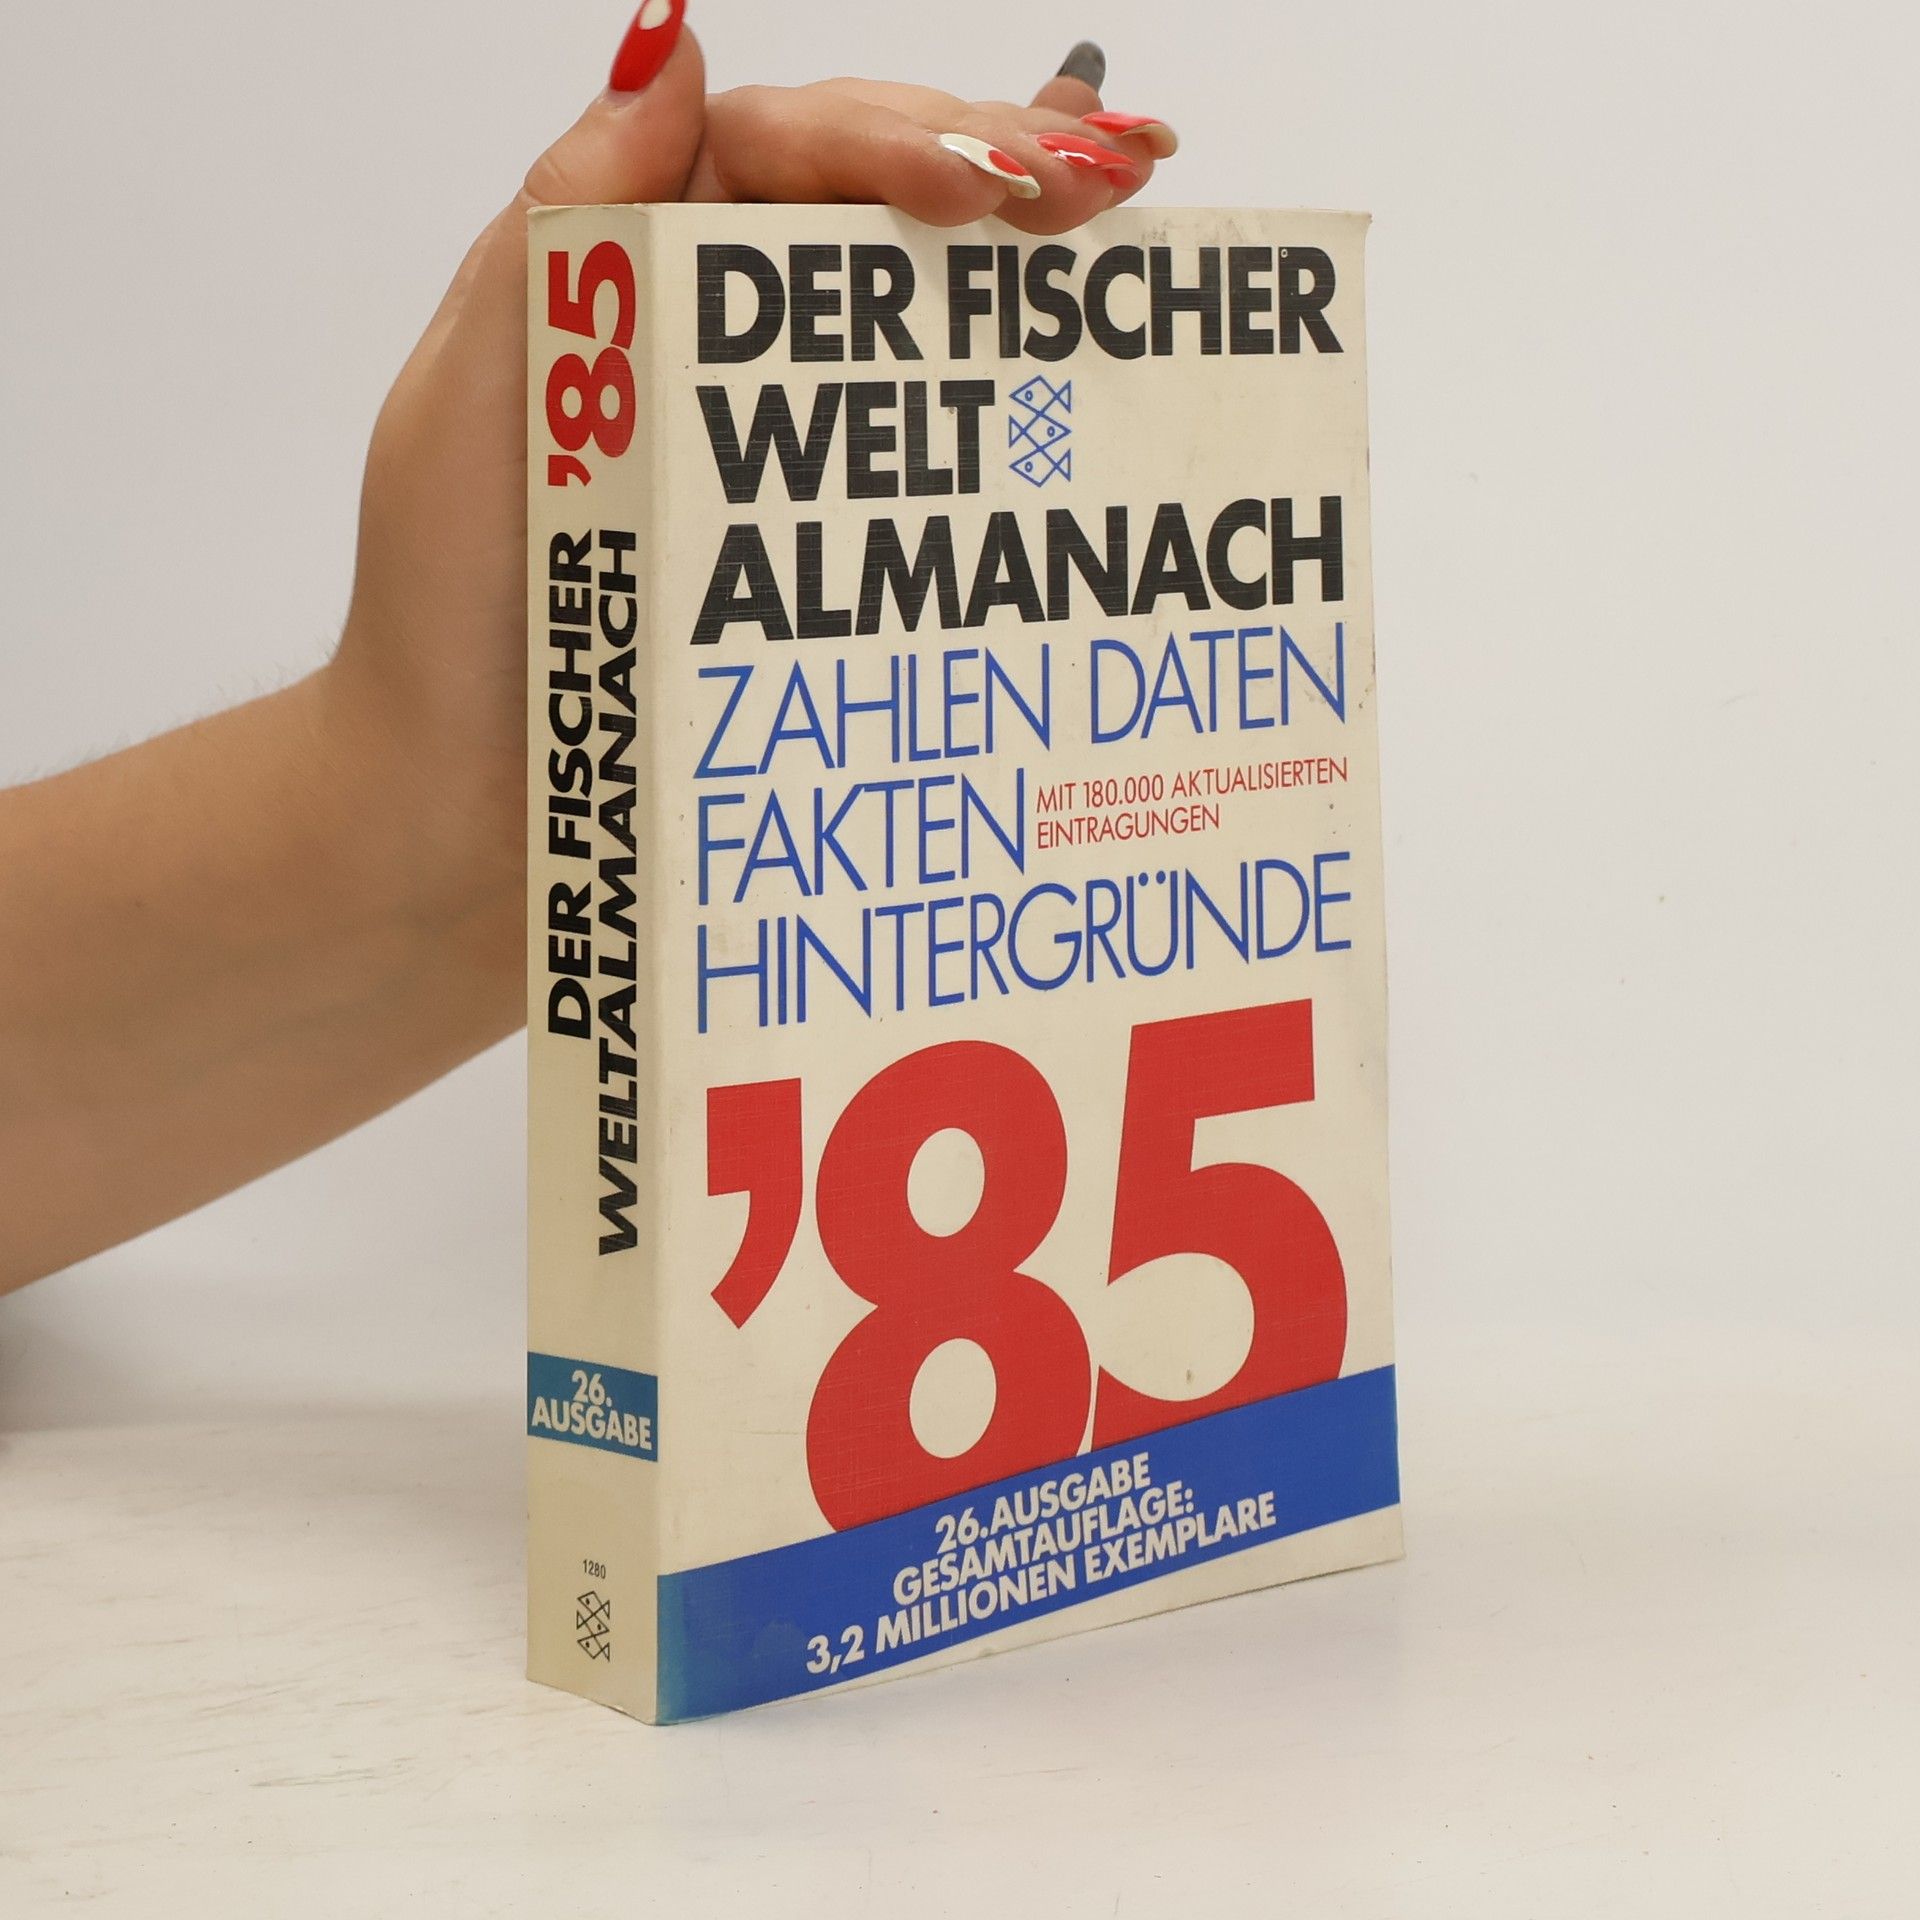 '85
DER FISCHER
WELTALMANACH
26.
AUSGABE
1280
DER FISCHER
WELT
ALMANACH
ZAHLEN DATEN
FAKTEN
MIT 180.000 AKTUALISIERTEN
EINTRAGUNGEN
HINTERGRÜNDE
'85
26. AUSGABE
GESAMTAUFLAGE:
3,2 MILLIONEN EXEMPLARE